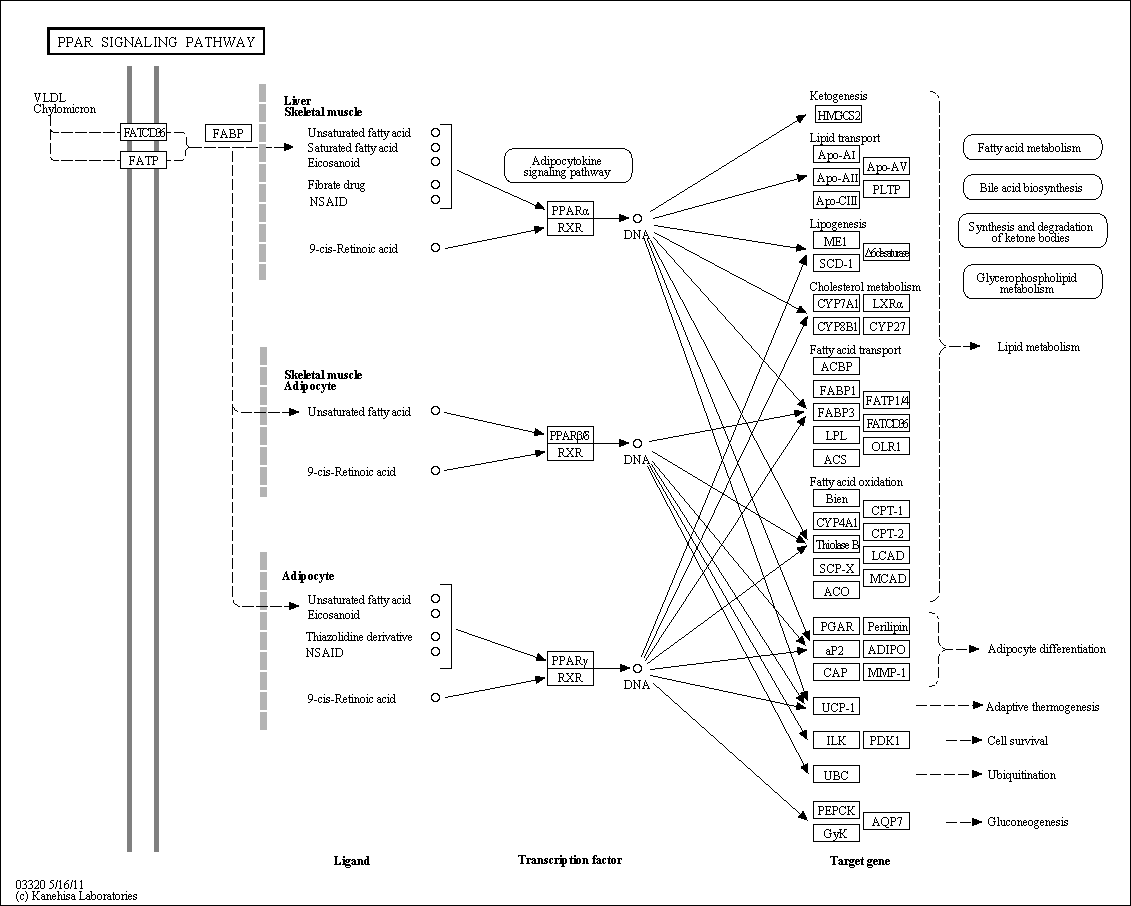 PPAR SIGNALING PATHWAY
VLDL
Chylomicron
FATCD36
FATP
FABP
Liver
Skeletal muscle
Unsaturated fatty acid
Saturated fatty acid
Eicosanoid
Fibrate drug
NSAID
9-cis-Retinoic acid
Adipocytokine
signaling pathway
PPARα
RXR
DNA
Skeletal muscle
Adipocyte
Unsaturated fatty acid
9-cis-Retinoic acid
PPARβ/δ
RXR
DNA
Adipocyte
Unsaturated fatty acid
Eicosanoid
Thiazolidine derivative
NSAID
9-cis-Retinoic acid
PPARγ
RXR
DNA
Ketogenesis
HMGCS2
Lipid transport
Apo-AI
Apo-AV
Apo-AII
PLTP
Apo-CIII
Lipogenesis
ME1
Δ6desaturase
SCD-1
Cholesterol metabolism
CYP7A1
LXRα
CYP8B1
CYP27
Fatty acid transport
ACBP
FABP1
FATP1/4
FABP3
FATCD36
LPL
OLR1
ACS
Fatty acid oxidation
Bien
CPT-1
CYP4A1
CPT-2
Thiolase B
LCAD
SCP-X
MCAD
ACO
PGAR
Perilipin
aP2
ADIPO
CAP
MMP-1
UCP-1
ILK
PDK1
UBC
PEPCK
AQP7
GyK
Fatty acid metabolism
Bile acid biosynthesis
Synthesis and degradation
of ketone bodies
Glycerophospholipid
metabolism
Lipid metabolism
Adipocyte differentiation
Adaptive thermogenesis
Cell survival
Ubiquitination
Gluconeogenesis
Ligand
Transcription factor
Target gene
03320 5/16/11
(c) Kanehisa Laboratories